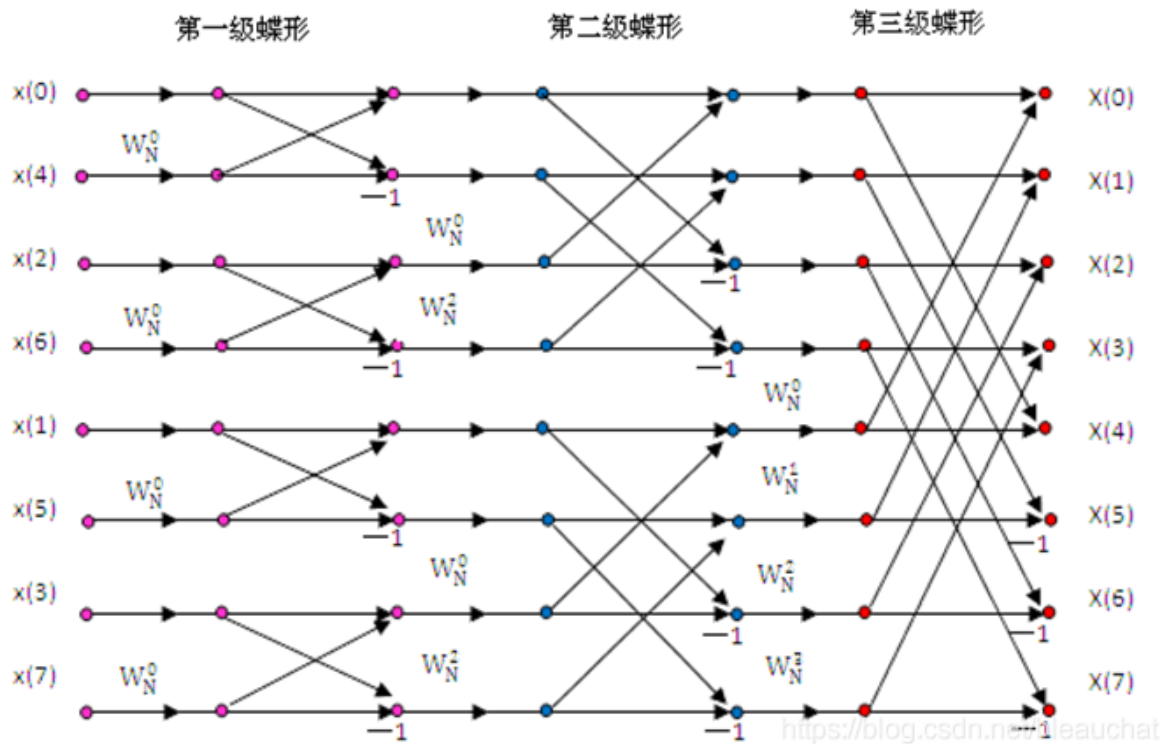 第一级蝶形 第二级蝶形 第三级蝶形
x(0) X(0)
W_N^0
x(4) X(1)
—1
W_N^0
x(2) X(2)
—1
W_N^0 W_N^2
x(6) X(3)
—1 —1
W_N^0
x(1) X(4)
W_N^0 W_N^1
x(5) X(5)
—1 —1
W_N^0 W_N^2
x(3) X(6)
—1 —1
W_N^0 W_N^2 W_N^3
x(7) X(7)
—1 —1 —1